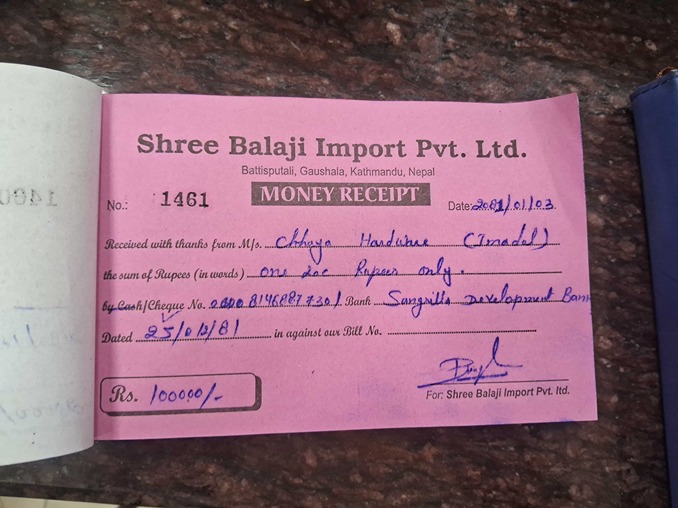 Shree Balaji Import Pvt. Ltd.
Battisputali, Gaushala, Kathmandu, Nepal
MONEY RECEIPT
No.: 1461 Date: 2081/01/03
Received with thanks from M/s. Chhaya Hardware (Imadol)
the sum of Rupees (in words) one lac Rupees only.
by Cash/Cheque No. Bank Sangrilla Development Bank
Dated 25/02/81 in against our Bill No.
Rs. 100000/-
For: Shree Balaji Import Pvt. ltd.